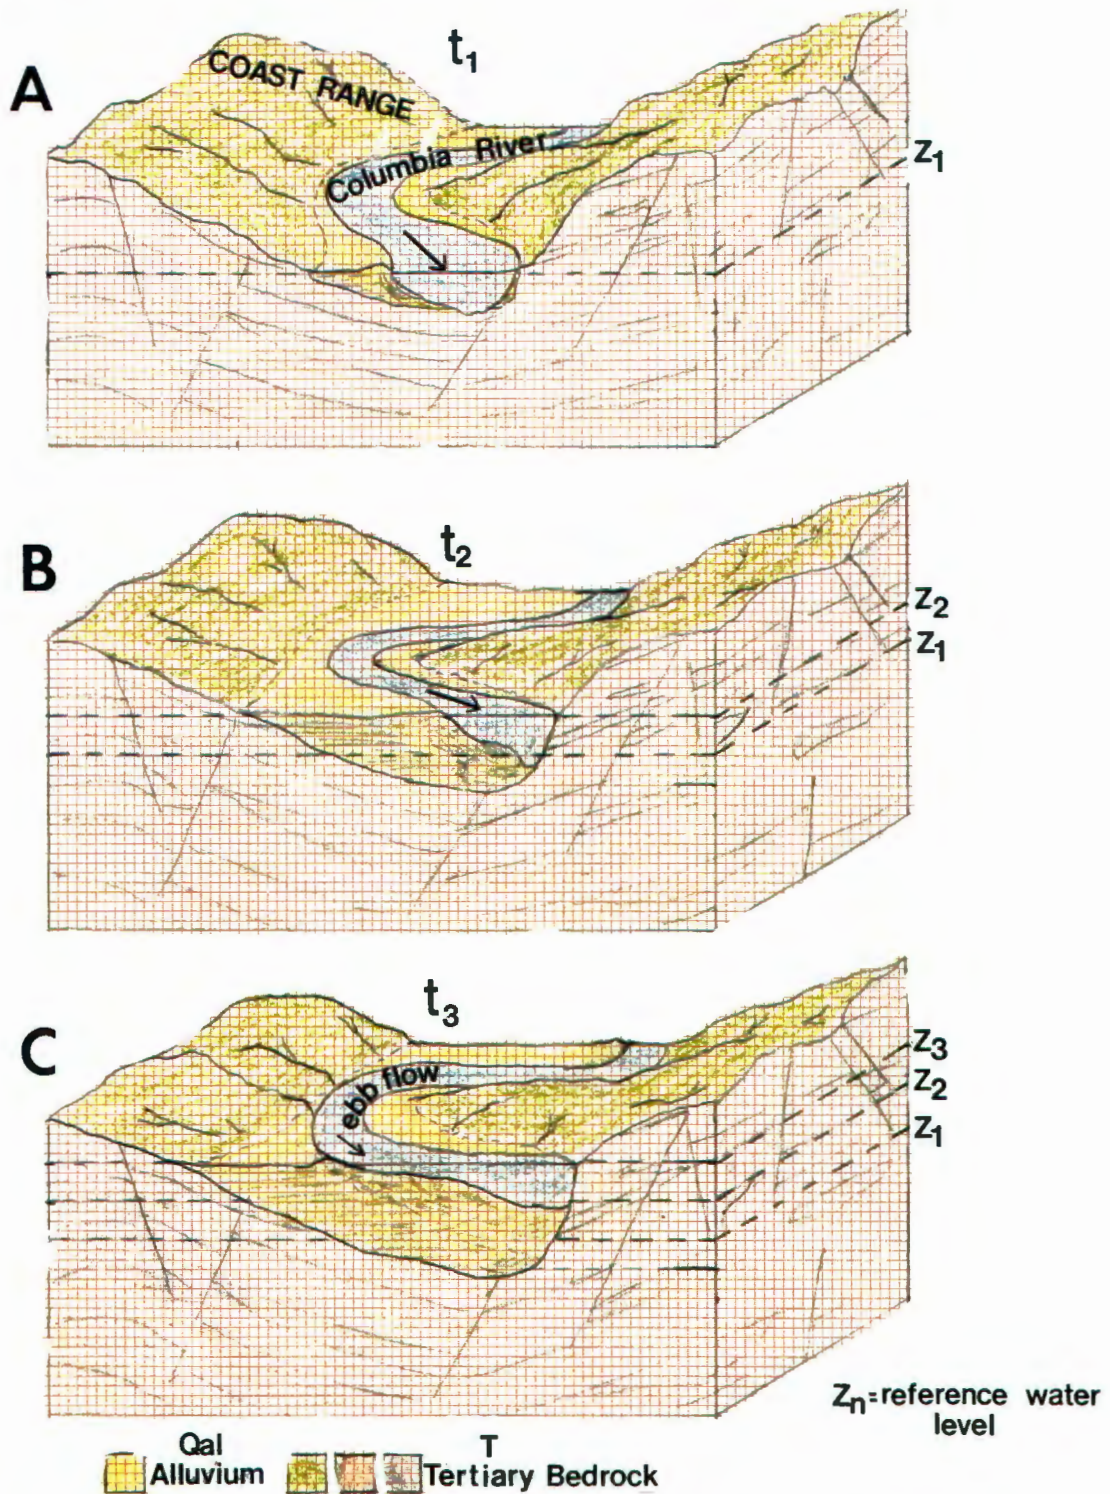 A
t1
COAST RANGE
Columbia River
Z1
B
t2
Z2
Z1
C
t3
ebb flow
Z3
Z2
Z1
Zn=reference water
level
Qal
Alluvium
T
Tertiary Bedrock